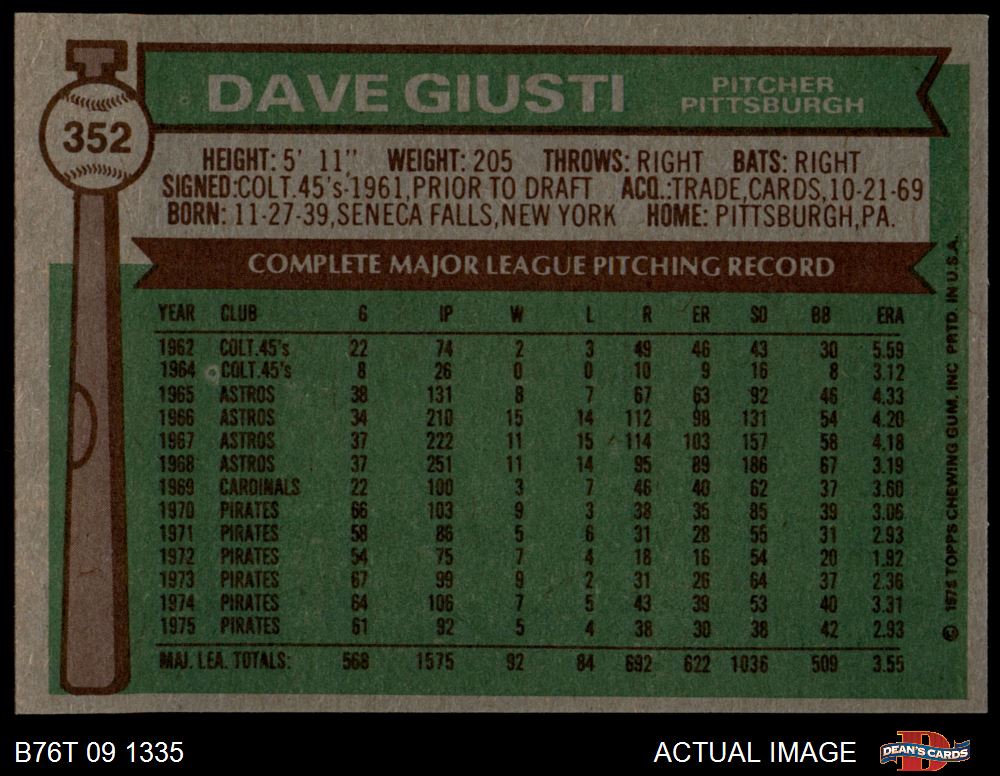 T
352
DAVE GIUSTI
PITCHER
PITTSBURGH
HEIGHT: 5' 11" WEIGHT: 205 THROWS: RIGHT BATS: RIGHT
SIGNED: COLT.45's-1961, PRIOR TO DRAFT ACQ.: TRADE, CARDS, 10-21-69
BORN: 11-27-39, SENECA FALLS, NEW YORK HOME: PITTSBURGH, PA.
COMPLETE MAJOR LEAGUE PITCHING RECORD
YEAR CLUB G IP W L R ER SO BB ERA
1962 COLT.45's 22 74 2 3 49 46 43 30 5.59
1964 COLT.45's 8 26 0 0 10 9 16 8 3.12
1965 ASTROS 38 131 8 7 67 63 92 46 4.33
1966 ASTROS 34 210 15 14 112 98 131 54 4.20
1967 ASTROS 37 222 11 15 114 103 157 58 4.18
1968 ASTROS 37 251 11 14 95 89 186 67 3.19
1969 CARDINALS 22 100 3 7 46 40 62 37 3.60
1970 PIRATES 66 103 9 3 38 35 85 39 3.06
1971 PIRATES 58 86 5 6 31 28 55 31 2.93
1972 PIRATES 54 75 7 4 18 16 54 20 1.92
1973 PIRATES 67 99 9 2 31 26 64 37 2.36
1974 PIRATES 64 106 7 5 43 39 53 40 3.31
1975 PIRATES 61 92 5 4 38 30 38 42 2.93
MAJ. LEA. TOTALS: 568 1575 92 84 692 622 1036 509 3.55
© 1976 TOPPS CHEWING GUM, INC PRTD. IN U.S.A.
B76T 09 1335
ACTUAL IMAGE
D
DEAN'S CARDS